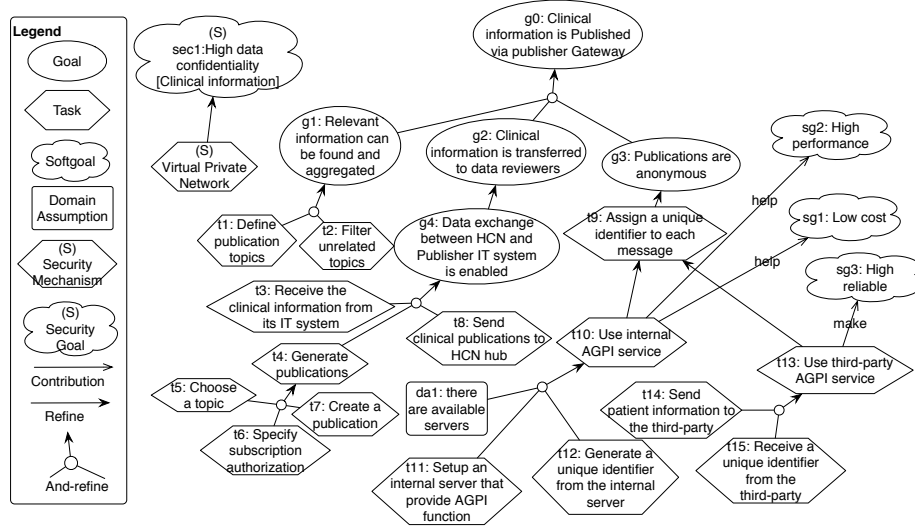 Legend
Goal
Task
Softgoal
Domain
Assumption
(S)
Security
Mechanism
(S)
Security
Goal
Contribution
Refine
And-refine
(S)
sec1:High data
confidentiality
[Clinical information]
(S)
Virtual Private
Network
g0: Clinical
information is Published
via publisher Gateway
g1: Relevant
information can
be found and
aggregated
g2: Clinical
information is transferred
to data reviewers
g3: Publications are
anonymous
sg2: High
performance
help
sg1: Low cost
help
sg3: High
reliable
make
t1: Define
publication
topics
t2: Filter
unrelated
topics
g4: Data exchange
between HCN and
Publisher IT system
is enabled
t9: Assign a unique
identifier to each
message
t3: Receive the
clinical information from
its IT system
t8: Send
clinical publications to
HCN hub
t10: Use internal
AGPI service
t13: Use third-party
AGPI service
t4: Generate
publications
t5: Choose
a topic
t7: Create a
publication
t6: Specify
subscription
authorization
da1: there
are available
servers
t11: Setup an
internal server that
provide AGPI
function
t12: Generate a
unique identifier
from the internal
server
t14: Send
patient information to
the third-party
t15: Receive a
unique identifier
from the
third-party